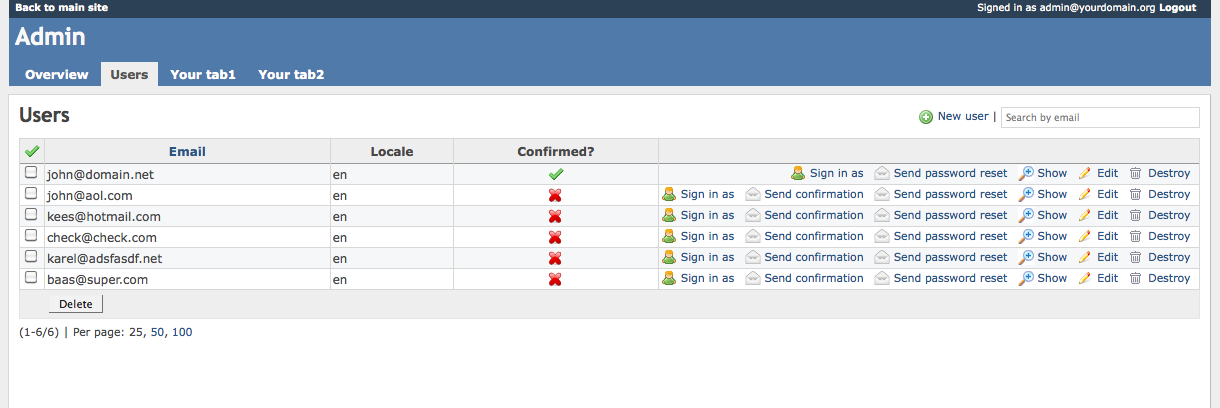 Back to main site Signed in as admin@yourdomain.org Logout
Admin
Overview Users Your tab1 Your tab2
Users New user | Search by email
Email Locale Confirmed?
john@domain.net en Sign in as Send password reset Show Edit Destroy
john@aol.com en Sign in as Send confirmation Send password reset Show Edit Destroy
kees@hotmail.com en Sign in as Send confirmation Send password reset Show Edit Destroy
check@check.com en Sign in as Send confirmation Send password reset Show Edit Destroy
karel@adsfasdf.net en Sign in as Send confirmation Send password reset Show Edit Destroy
baas@super.com en Sign in as Send confirmation Send password reset Show Edit Destroy
Delete
(1-6/6) | Per page: 25, 50, 100